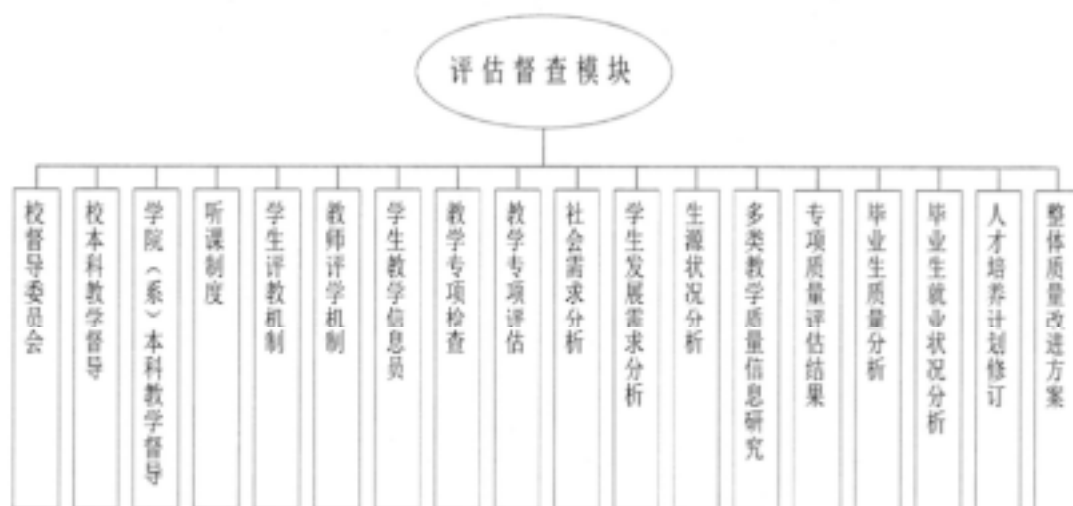 评估督查模块
校督导委员会
校本科教学督导
学院（系）本科教学督导
听课制度
学生评教机制
教师评学机制
学生教学信息员
教学专项检查
教学专项评估
社会需求分析
学生发展需求分析
生源状况分析
多类教学质量信息研究
专项质量评估结果
毕业生质量分析
毕业生就业状况分析
人才培养计划修订
整体质量改进方案